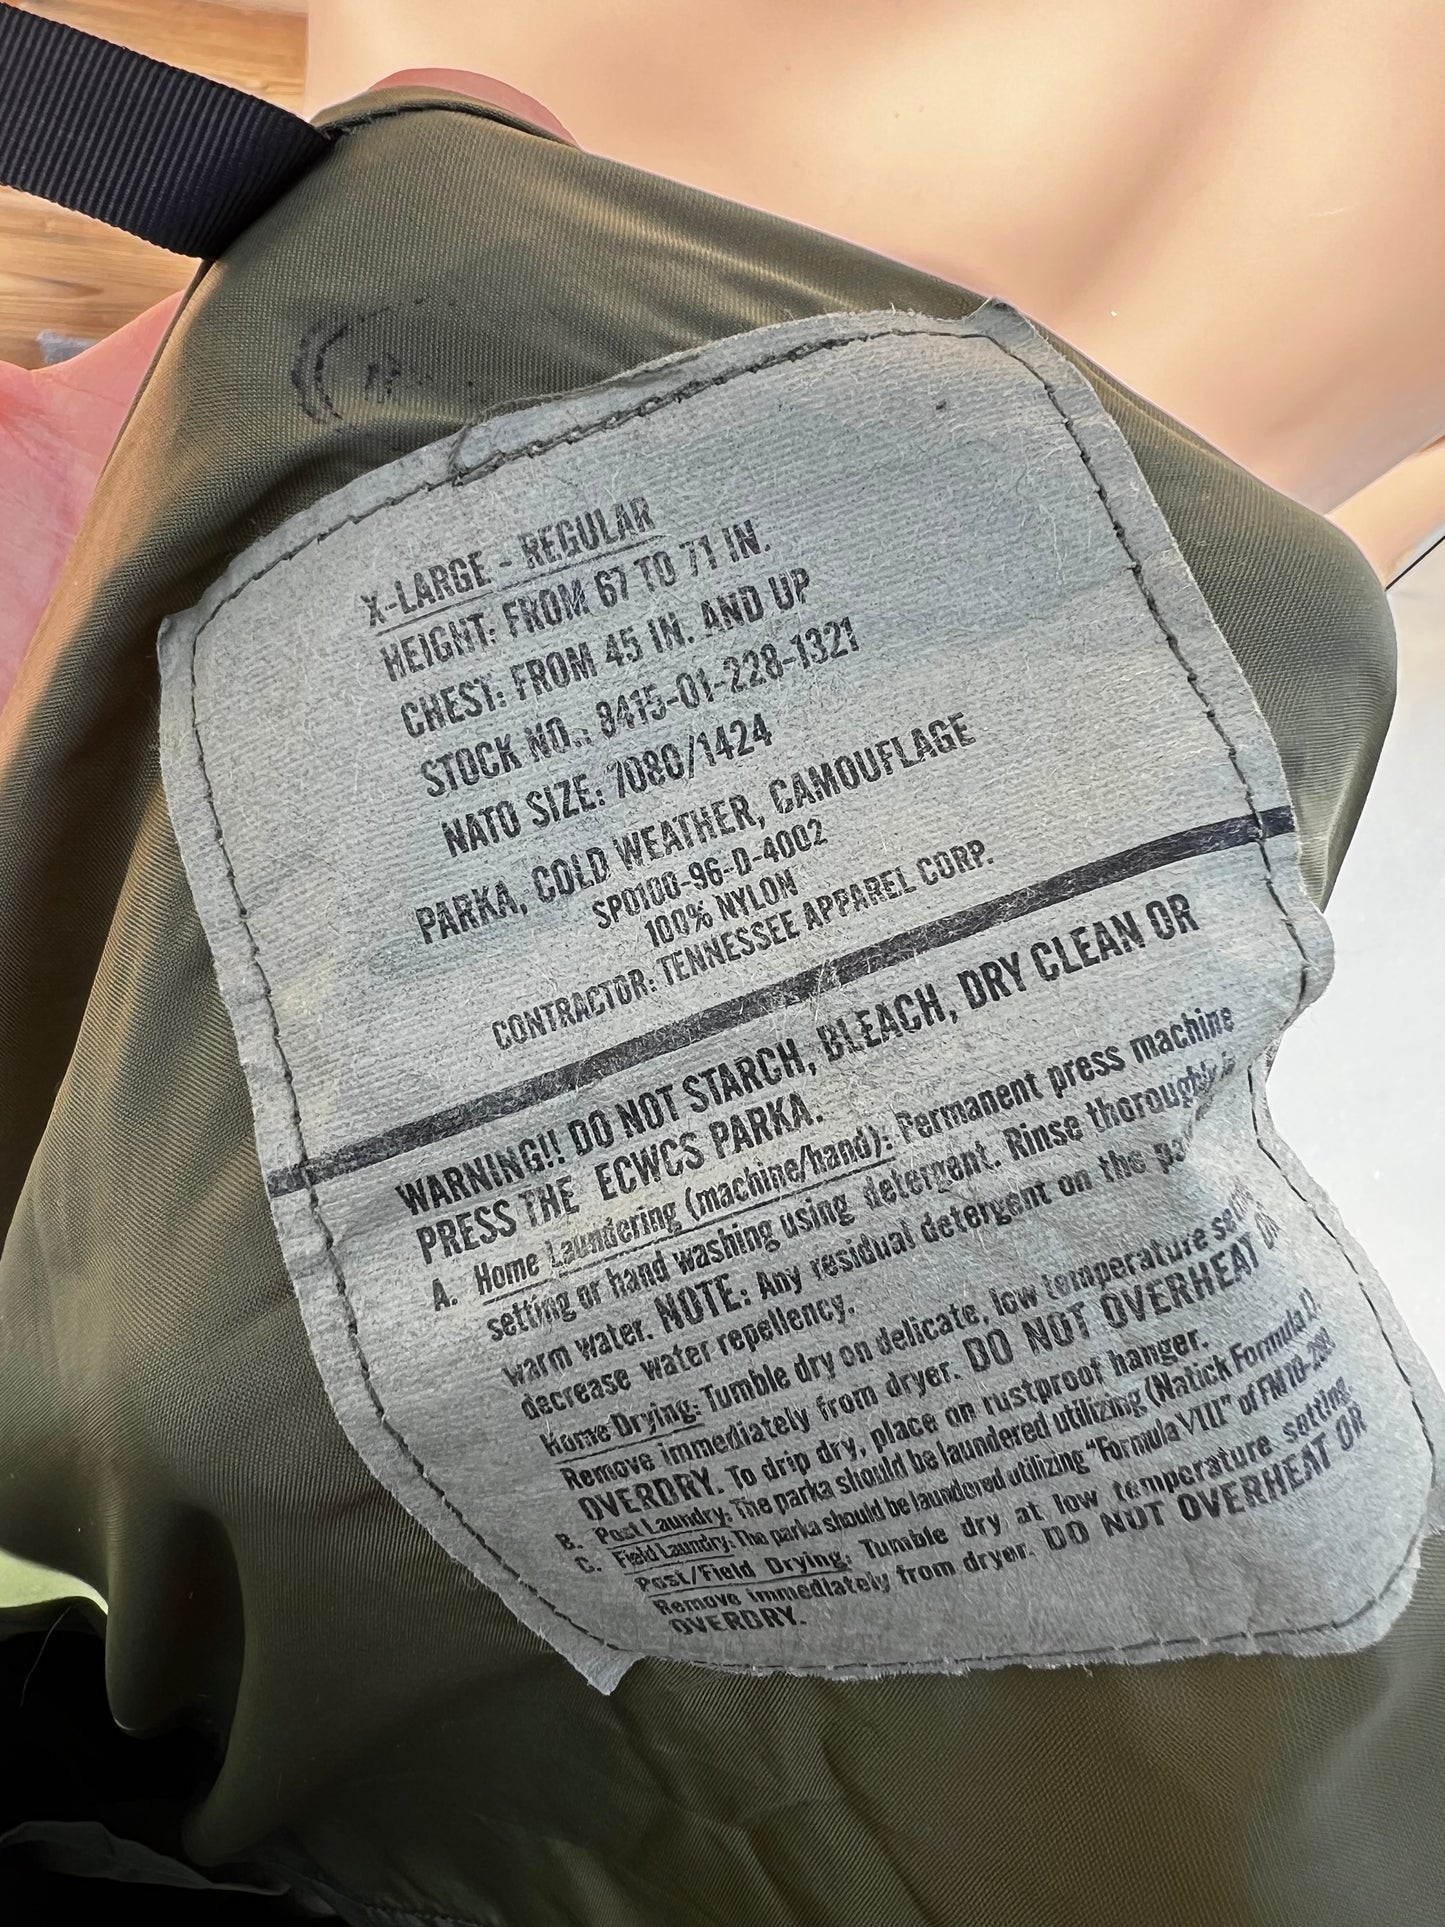 X-LARGE - REGULAR
HEIGHT: FROM 67 TO 71 IN.
CHEST: FROM 45 IN. AND UP
STOCK NO.: 8415-01-228-1321
NATO SIZE: 7080/1424
PARKA, COLD WEATHER, CAMOUFLAGE
SPO100-96-D-4002
100% NYLON
CONTRACTOR: TENNESSEE APPAREL CORP.
WARNING!! DO NOT STARCH, BLEACH, DRY CLEAN OR
PRESS THE ECWCS PARKA.
A. Home Laundering (machine/hand): Permanent press machine
setting or hand washing using detergent. Rinse thoroughly
warm water. NOTE: Any residual detergent on the
decrease water repellency.
Home Drying: Tumble dry on delicate, low temperature
Remove immediately from dryer. DO NOT OVERHEAT
OVERDRY. To drip dry, place on rustproof hanger.
B. Post Laundry: The parka should be laundered utilizing (Natick Formula I).
C. Field Laundry: The parka should be laundered utilizing "Formula VIII" of FM 10-280
Post/Field Drying: Tumble dry at low temperature setting.
Remove immediately from dryer. DO NOT OVERHEAT OR
OVERDRY.